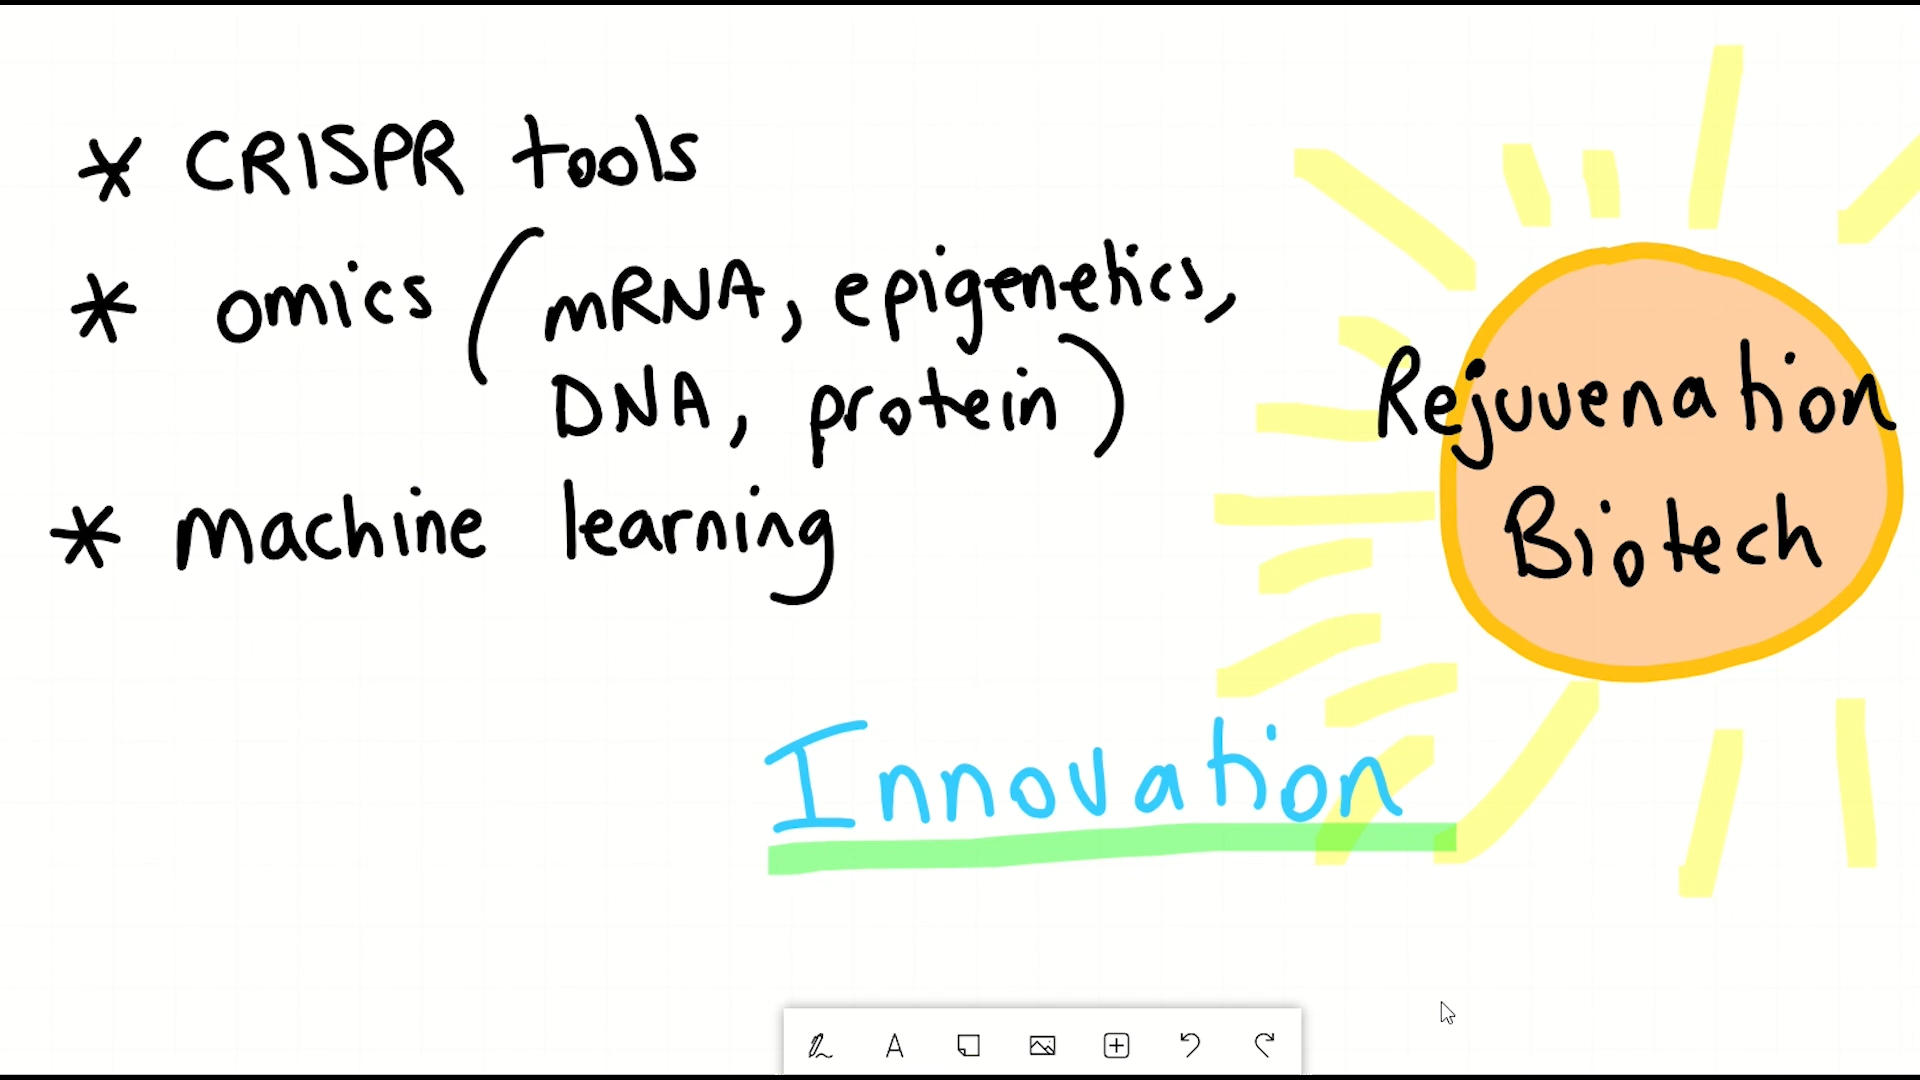 * CRISPR tools
* omics (mRNA, epigenetics,
DNA, protein)
* machine learning
Rejuvenation
Biotech
Innovation
A